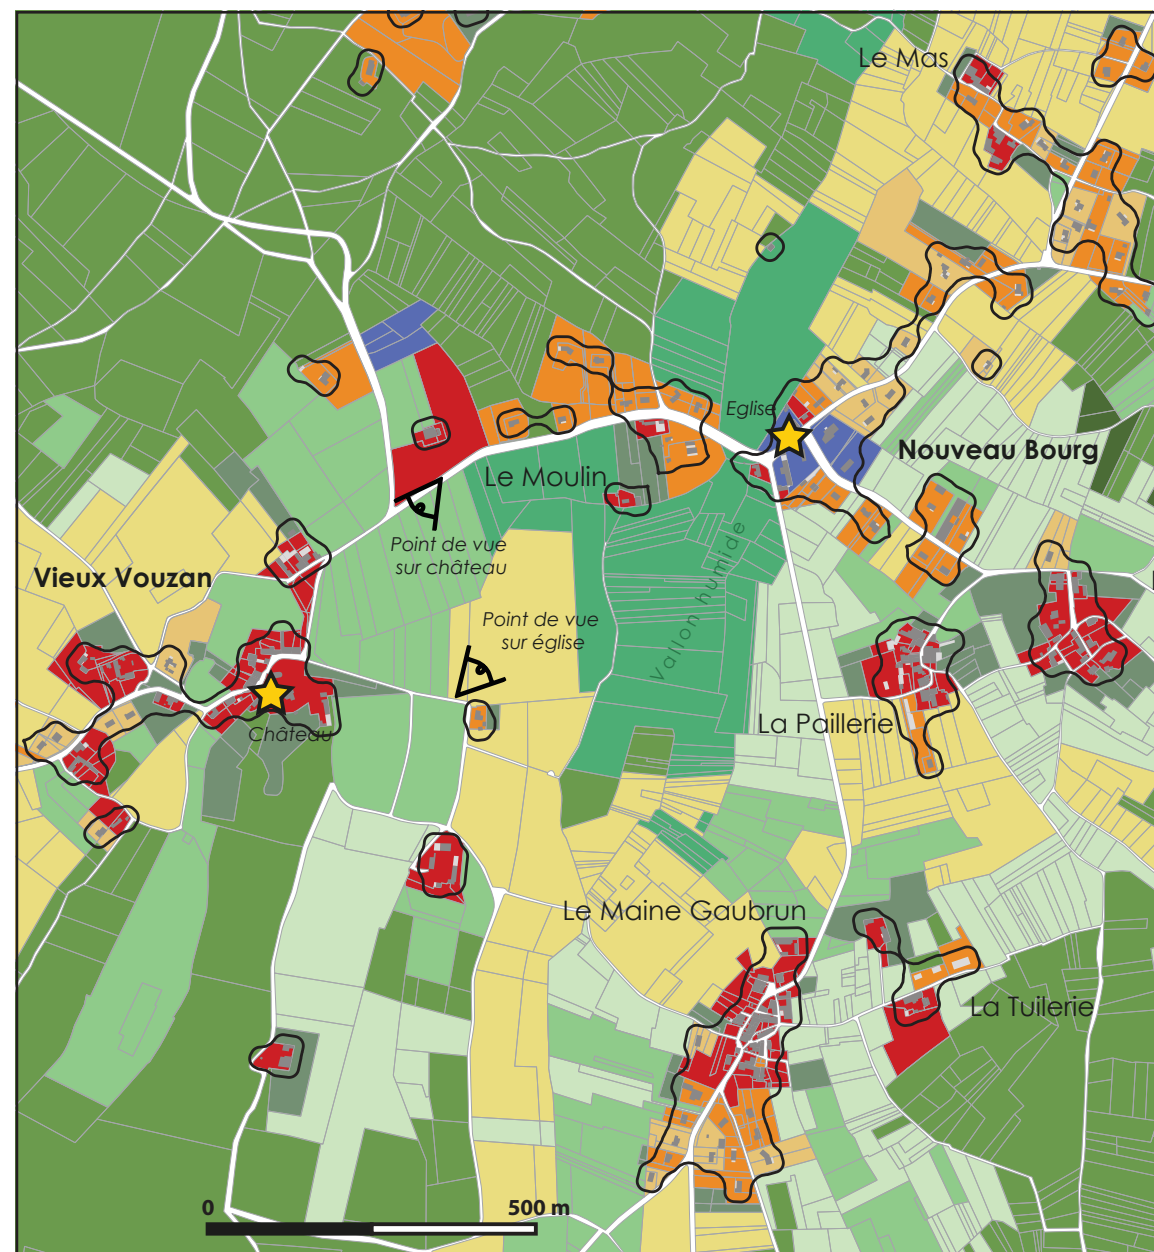 Le Mas
Eglise
Nouveau Bourg
Le Moulin
Point de vue
sur château
Vallon humide
Vieux Vouzan
Point de vue
sur église
La Paillerie
Château
Le Maine Gaubrun
La Tuilerie
0 500 m